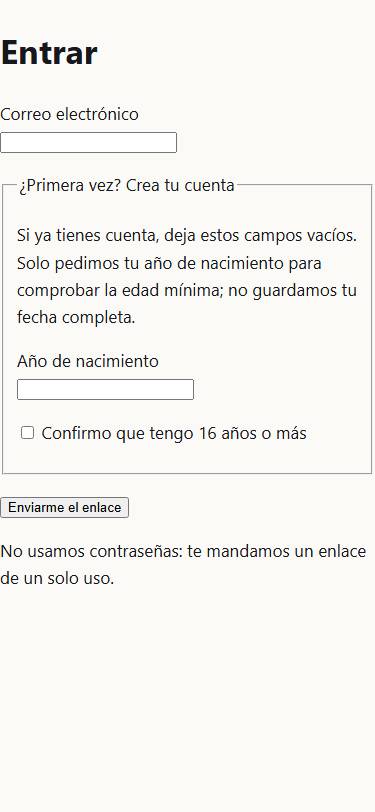 Entrar
Correo electrónico
¿Primera vez? Crea tu cuenta
Si ya tienes cuenta, deja estos campos vacíos.
Solo pedimos tu año de nacimiento para
comprobar la edad mínima; no guardamos tu
fecha completa.
Año de nacimiento
Confirmo que tengo 16 años o más
Enviarme el enlace
No usamos contraseñas: te mandamos un enlace
de un solo uso.